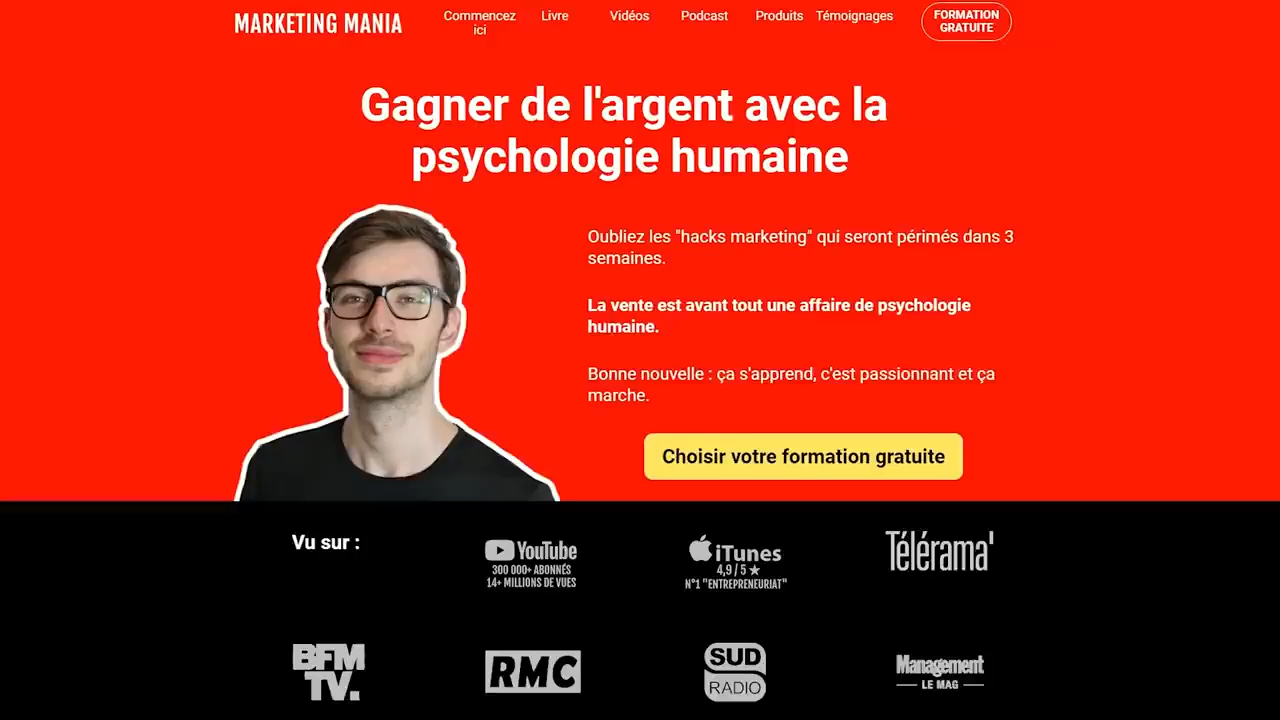 MARKETING MANIA
Commencez
ici
Livre
Vidéos
Podcast
Produits
Témoignages
FORMATION
GRATUITE
Gagner de l'argent avec la
psychologie humaine
Oubliez les "hacks marketing" qui seront périmés dans 3
semaines.
La vente est avant tout une affaire de psychologie
humaine.
Bonne nouvelle : ça s'apprend, c'est passionnant et ça
marche.
Choisir votre formation gratuite
Vu sur :
YouTube
300 000+ ABONNÉS
14+ MILLIONS DE VUES
iTunes
4,9 / 5 ★
N°1 "ENTREPRENEURIAT"
Télérama'
BFM
TV.
RMC
SUD
RADIO
Management
LE MAG